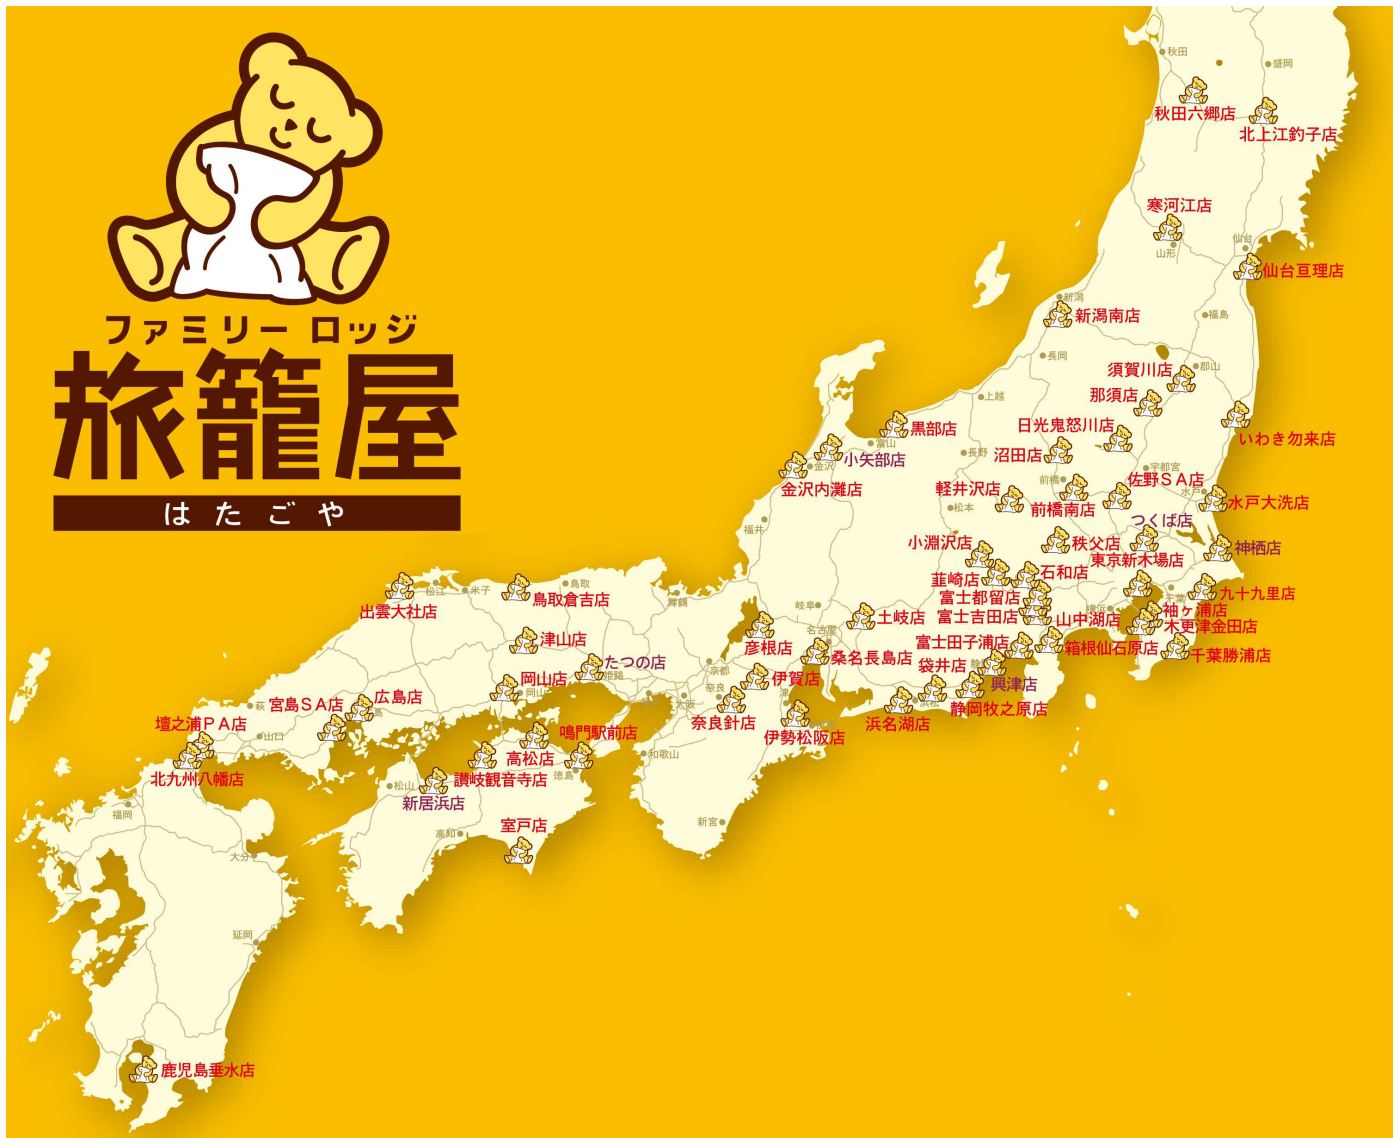 ファミリー ロッジ
旅籠屋
はたごや
秋田
盛岡
秋田六郷店
北上江釣子店
寒河江店
仙台
山形
仙台亘理店
新潟
新潟南店
福島
長岡
須賀川店
郡山
那須店
上越
日光鬼怒川店
いわき勿来店
黒部店
富山
小矢部店
金沢
金沢内灘店
長野
沼田店
宇都宮
前橋
佐野SA店
水戸
軽井沢店
前橋南店
水戸大洗店
松本
つくば店
福井
小淵沢店
秩父店
東京新木場店
神栖店
韮崎店
石和店
富士都留店
千葉
九十九里店
松江
米子
鳥取
鳥取倉吉店
舞鶴
出雲大社店
岐阜
土岐店
富士吉田店
山中湖店
横浜
袖ヶ浦店
木更津金田店
名古屋
津山店
彦根店
桑名長島店
富士田子浦店
箱根仙石原店
千葉勝浦店
たつの店
姫路
京都
袋井店
静
興津店
岡山店
岡山
伊賀店
奈良
津
浜松
静岡牧之原店
萩
宮島SA店
広島店
島
大阪
奈良針店
伊勢松阪店
浜名湖店
壇之浦PA店
山口
鳴門駅前店
高松店
和歌山
北九州八幡店
讃岐観音寺店
徳島
松山
新居浜店
福岡
高知
室戸店
新宮
大分
延岡
鹿児島垂水店